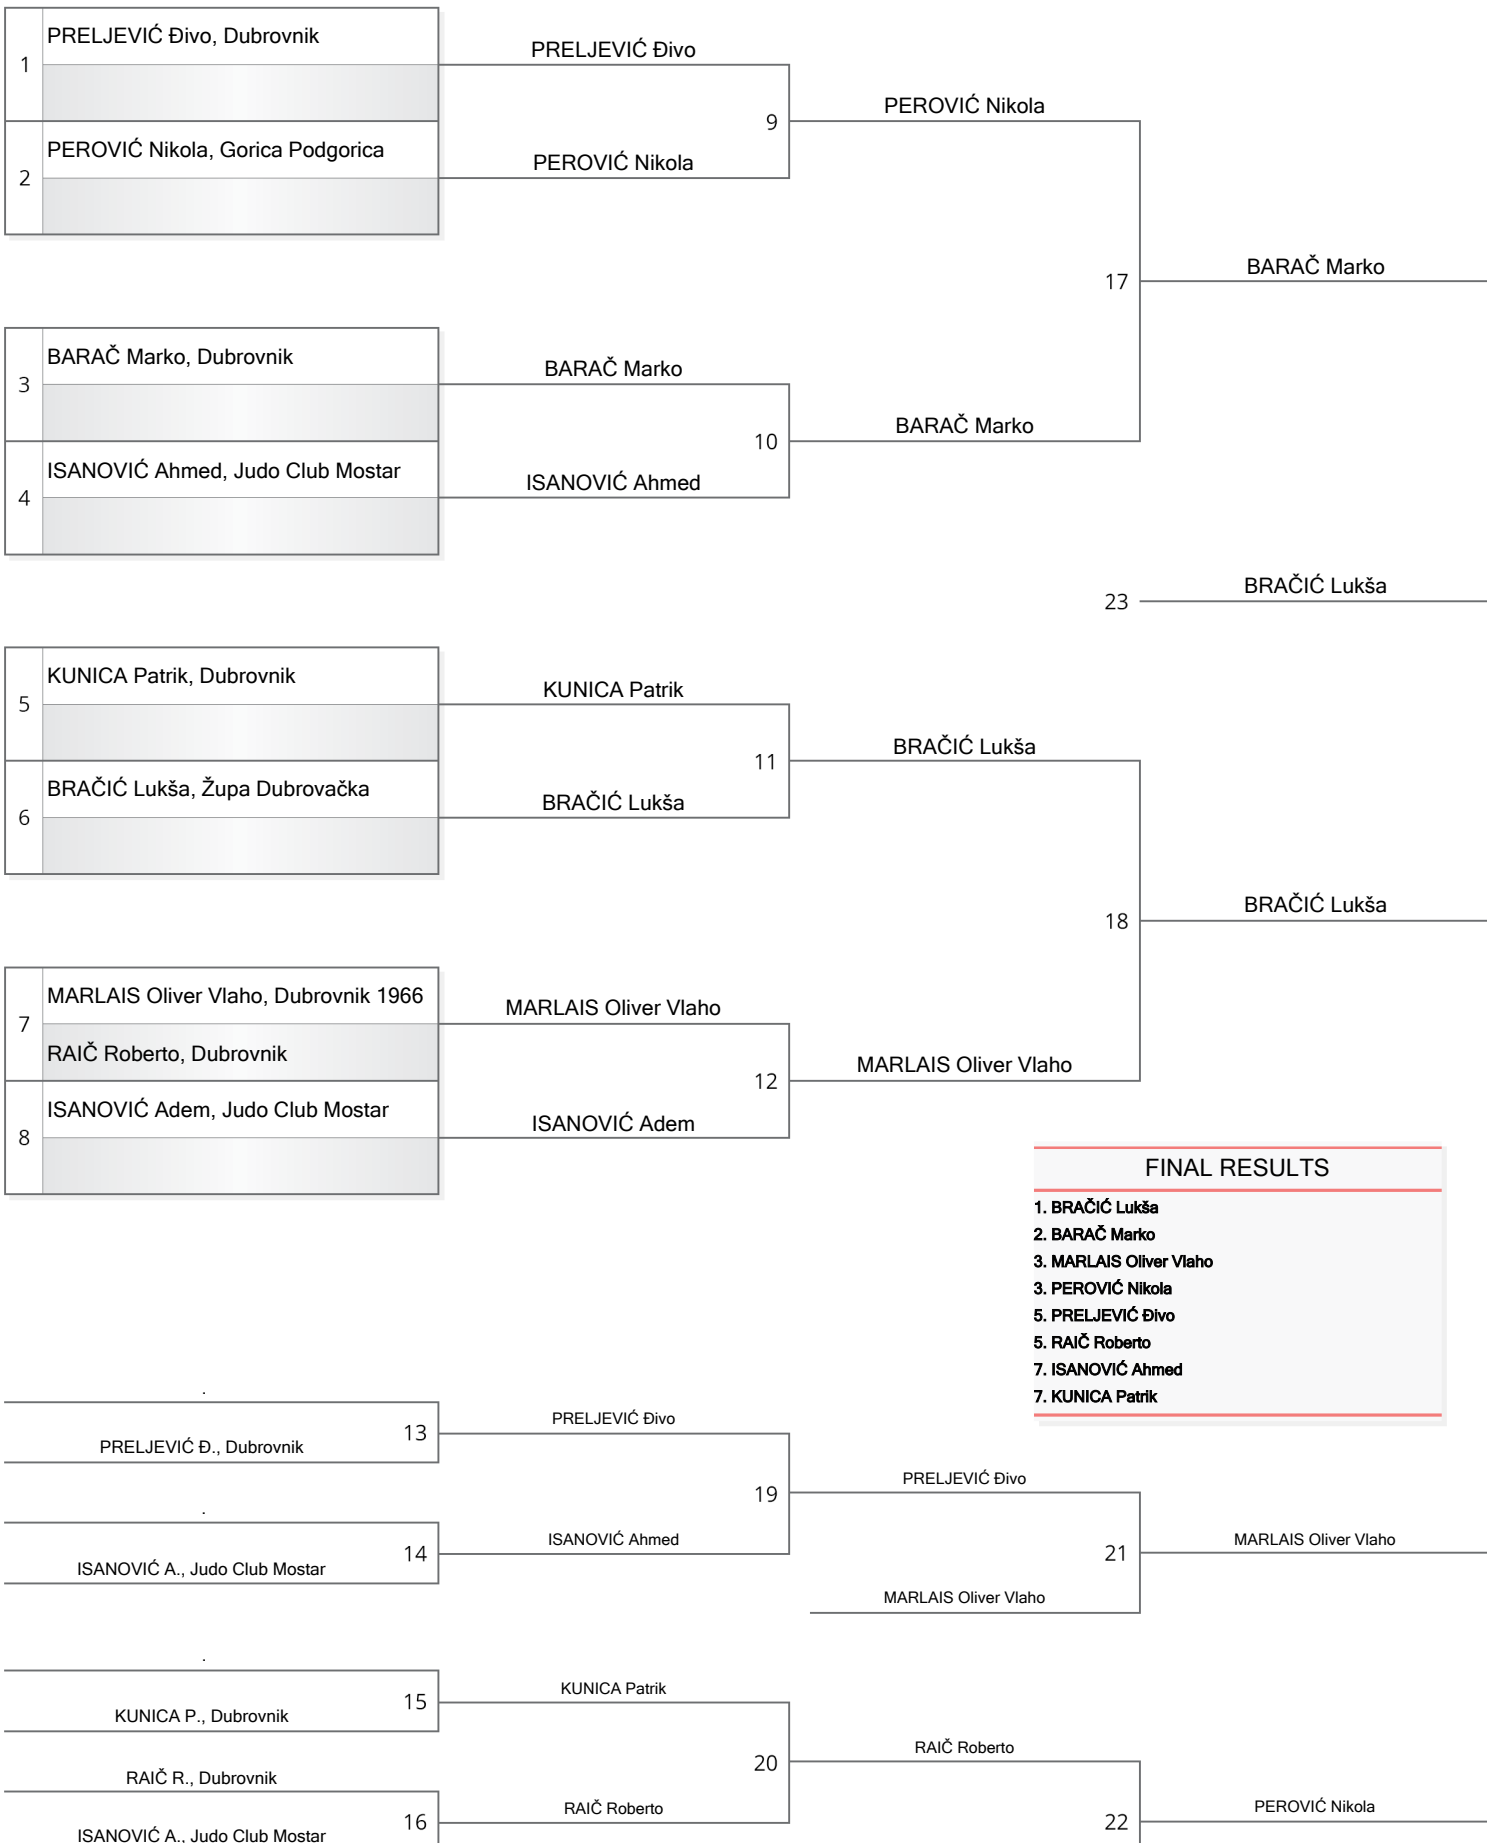 PRELJEVIĆ Đivo, Dubrovnik
PRELJEVIĆ Đivo
1
9
PEROVIĆ Nikola
PEROVIĆ Nikola, Gorica Podgorica
PEROVIĆ Nikola
2
17
BARAČ Marko
BARAČ Marko, Dubrovnik
BARAČ Marko
3
10
BARAČ Marko
ISANOVIĆ Ahmed, Judo Club Mostar
ISANOVIĆ Ahmed
4
23
BRAČIĆ Lukša
KUNICA Patrik, Dubrovnik
KUNICA Patrik
5
11
BRAČIĆ Lukša
BRAČIĆ Lukša, Župa Dubrovačka
BRAČIĆ Lukša
6
18
BRAČIĆ Lukša
MARLAIS Oliver Vlaho, Dubrovnik 1966
MARLAIS Oliver Vlaho
7
RAIČ Roberto, Dubrovnik
12
MARLAIS Oliver Vlaho
ISANOVIĆ Adem, Judo Club Mostar
ISANOVIĆ Adem
8
FINAL RESULTS
1. BRAČIĆ Lukša
2. BARAČ Marko
3. MARLAIS Oliver Vlaho
3. PEROVIĆ Nikola
5. PRELJEVIĆ Đivo
5. RAIČ Roberto
7. ISANOVIĆ Ahmed
7. KUNICA Patrik
.
PRELJEVIĆ Đ., Dubrovnik
13
PRELJEVIĆ Đivo
19
PRELJEVIĆ Đivo
.
ISANOVIĆ A., Judo Club Mostar
14
ISANOVIĆ Ahmed
21
MARLAIS Oliver Vlaho
MARLAIS Oliver Vlaho
.
KUNICA P., Dubrovnik
15
KUNICA Patrik
20
RAIČ Roberto
RAIČ R., Dubrovnik
16
RAIČ Roberto
22
PEROVIĆ Nikola
ISANOVIĆ A., Judo Club Mostar